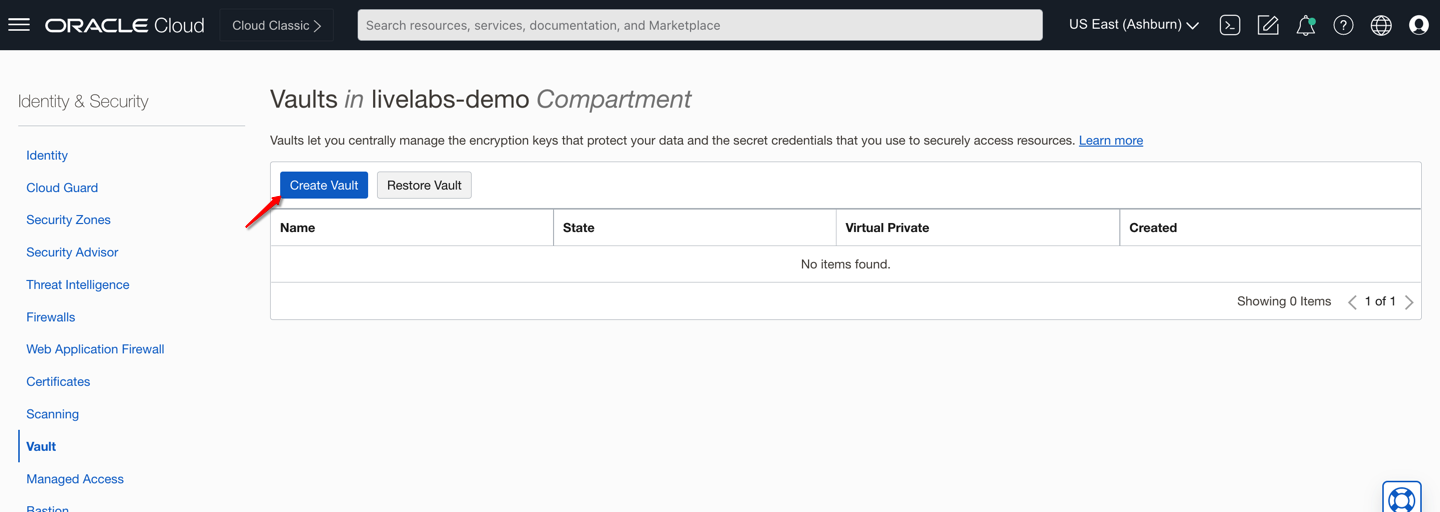 ORACLE Cloud
Cloud Classic
Search resources, services, documentation, and Marketplace
US East (Ashburn)
Identity & Security
Identity
Cloud Guard
Security Zones
Security Advisor
Threat Intelligence
Firewalls
Web Application Firewall
Certificates
Scanning
Vault
Managed Access
Bastion
Vaults in livelabs-demo Compartment
Vaults let you centrally manage the encryption keys that protect your data and the secret credentials that you use to securely access resources. Learn more
Create Vault Restore Vault
Name State Virtual Private Created
No items found.
Showing 0 Items < 1 of 1 >